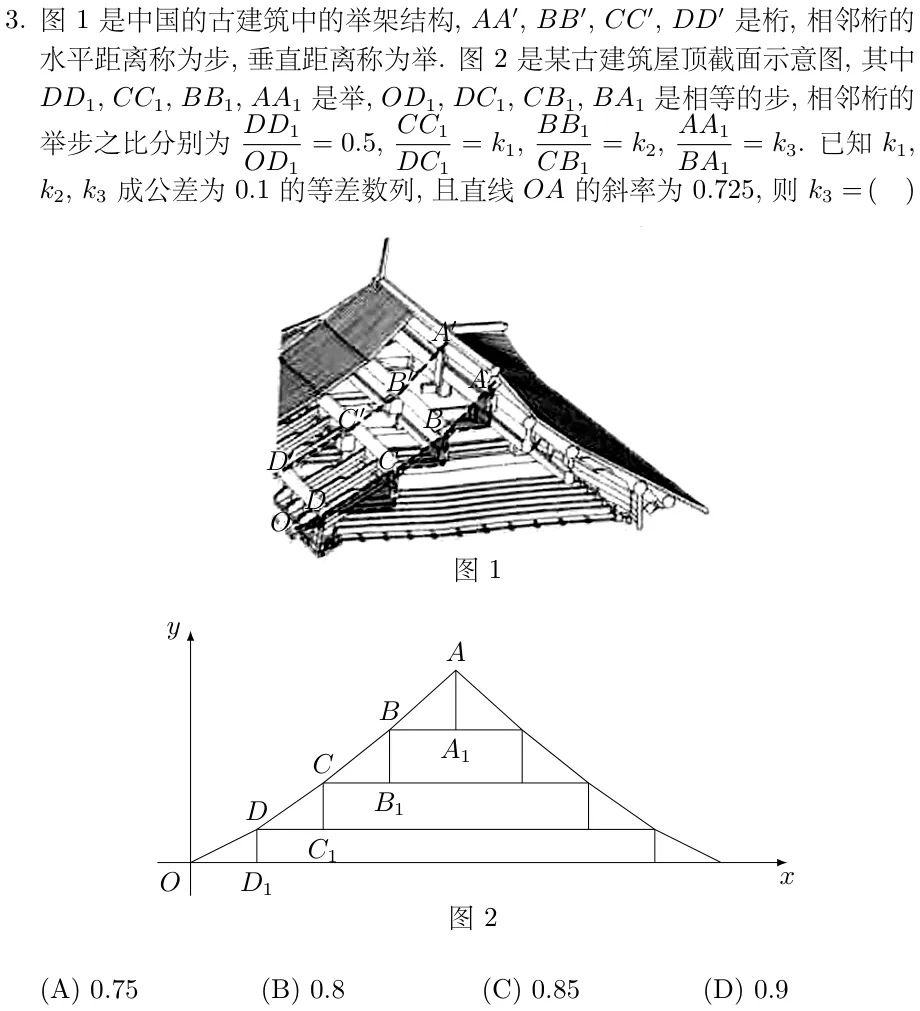 3. 图 1 是中国的古建筑中的举架结构, AA′, BB′, CC′, DD′ 是桁, 相邻桁的
水平距离称为步, 垂直距离称为举. 图 2 是某古建筑屋顶截面示意图, 其中
DD₁, CC₁, BB₁, AA₁ 是举, OD₁, DC₁, CB₁, BA₁ 是相等的步, 相邻桁的
举步之比分别为 DD₁/OD₁ = 0.5, CC₁/DC₁ = k₁, BB₁/CB₁ = k₂, AA₁/BA₁ = k₃. 已知 k₁,
k₂, k₃ 成公差为 0.1 的等差数列, 且直线 OA 的斜率为 0.725, 则 k₃ = ( )
A′
B′ A
C′ B
D′ C
D
O
图 1
y
A
B
A₁
C
B₁
D
C₁
O D₁ x
图 2
(A) 0.75 (B) 0.8 (C) 0.85 (D) 0.9